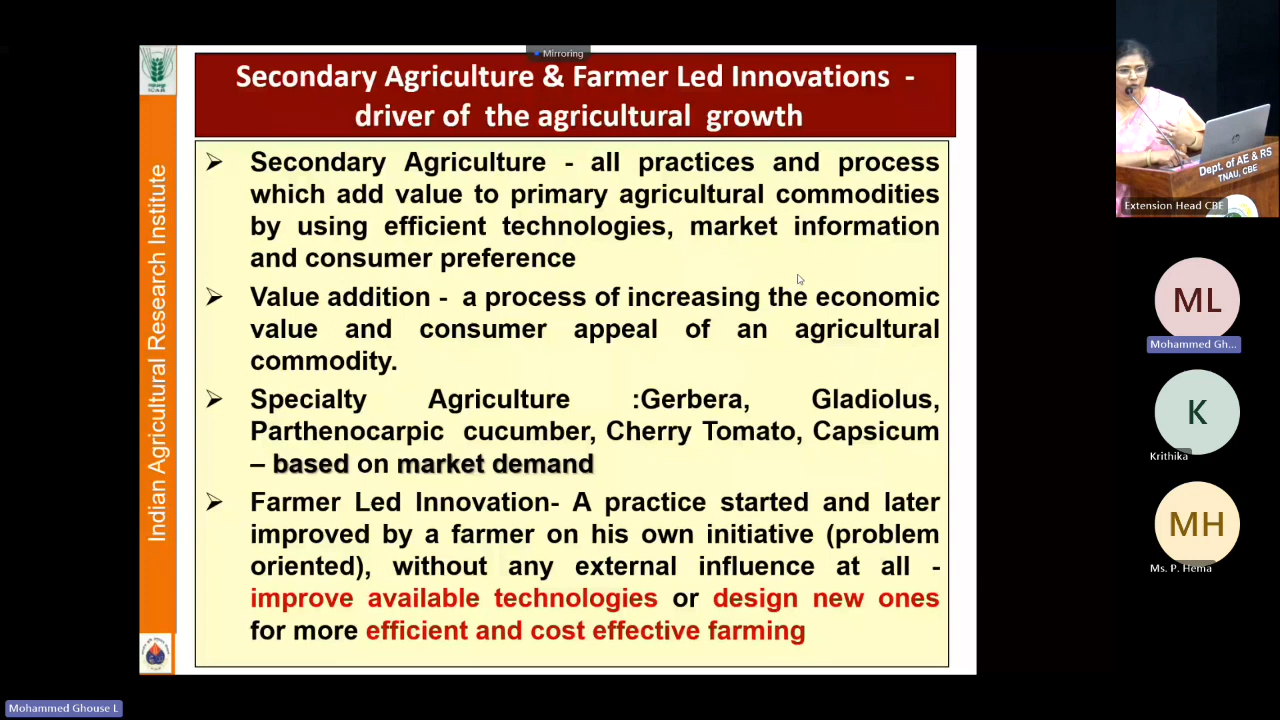 Mirroring
Secondary Agriculture & Farmer Led Innovations -
driver of the agricultural growth
Indian Agricultural Research Institute
➢ Secondary Agriculture - all practices and process
which add value to primary agricultural commodities
by using efficient technologies, market information
and consumer preference
➢ Value addition - a process of increasing the economic
value and consumer appeal of an agricultural
commodity.
➢ Specialty Agriculture :Gerbera, Gladiolus,
Parthenocarpic cucumber, Cherry Tomato, Capsicum
– based on market demand
➢ Farmer Led Innovation- A practice started and later
improved by a farmer on his own initiative (problem
oriented), without any external influence at all -
improve available technologies or design new ones
for more efficient and cost effective farming
Dept. of AE & RS
TNAU, CBE
Extension Head CBE
ML
Mohammed Gh...
K
Krithika
MH
Ms. P. Hema
Mohammed Ghouse L